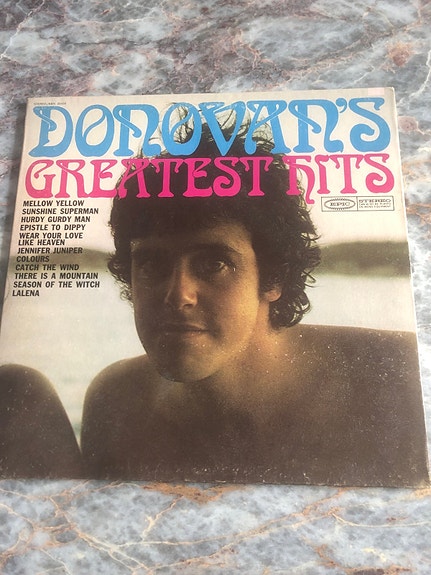 DONOVAN'S
GREATEST HITS
MELLOW YELLOW
SUNSHINE SUPERMAN
HURDY GURDY MAN
EPISTLE TO DIPPY
WEAR YOUR LOVE
LIKE HEAVEN
JENNIFER JUNIPER
COLOURS
CATCH THE WIND
THERE IS A MOUNTAIN
SEASON OF THE WITCH
LALENA
EPIC
STEREO